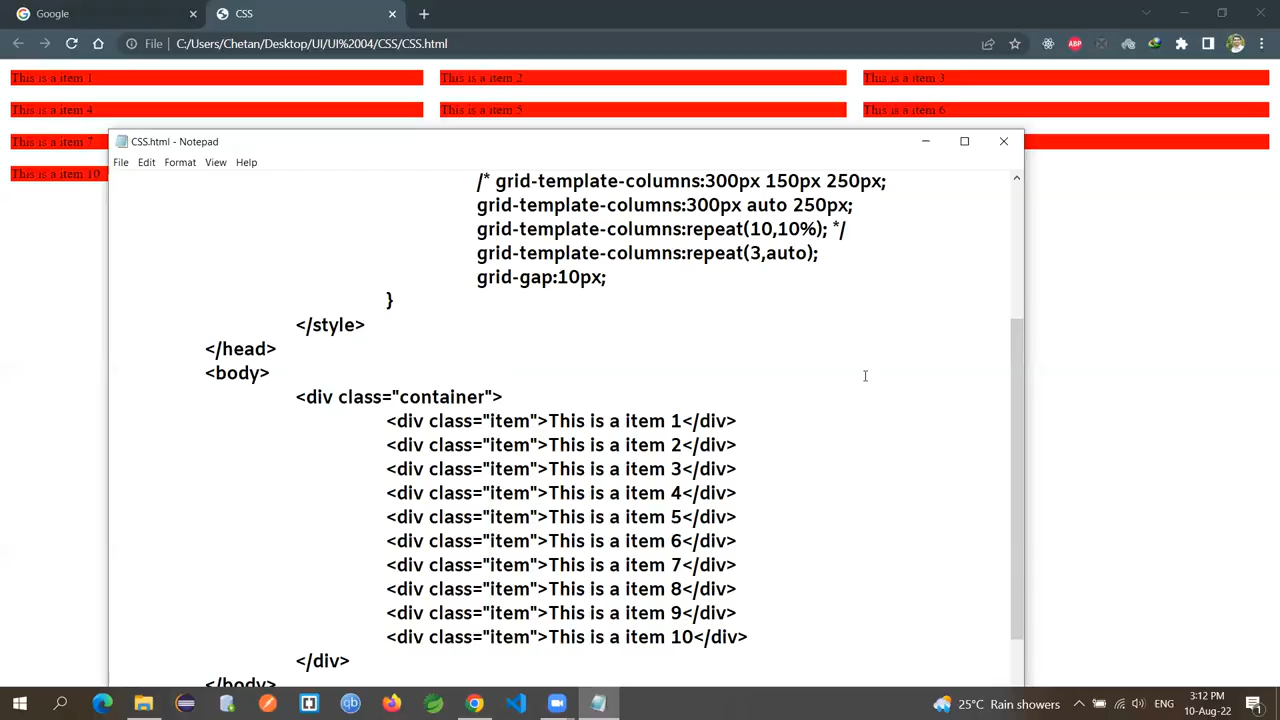 Google
CSS
File
C:/Users/Chetan/Desktop/UI/UI%2004/CSS/CSS.html
ABP
This is a item 1
This is a item 2
This is a item 3
This is a item 4
This is a item 5
This is a item 6
This is a item 7
This is a item 10
CSS.html - Notepad
File Edit Format View Help
/* grid-template-columns:300px 150px 250px;
grid-template-columns:300px auto 250px;
grid-template-columns:repeat(10,10%); */
grid-template-columns:repeat(3,auto);
grid-gap:10px;
}
</style>
</head>
<body>
<div class="container">
<div class="item">This is a item 1</div>
<div class="item">This is a item 2</div>
<div class="item">This is a item 3</div>
<div class="item">This is a item 4</div>
<div class="item">This is a item 5</div>
<div class="item">This is a item 6</div>
<div class="item">This is a item 7</div>
<div class="item">This is a item 8</div>
<div class="item">This is a item 9</div>
<div class="item">This is a item 10</div>
</div>
</body>
25°C Rain showers
ENG
3:12 PM
10-Aug-22